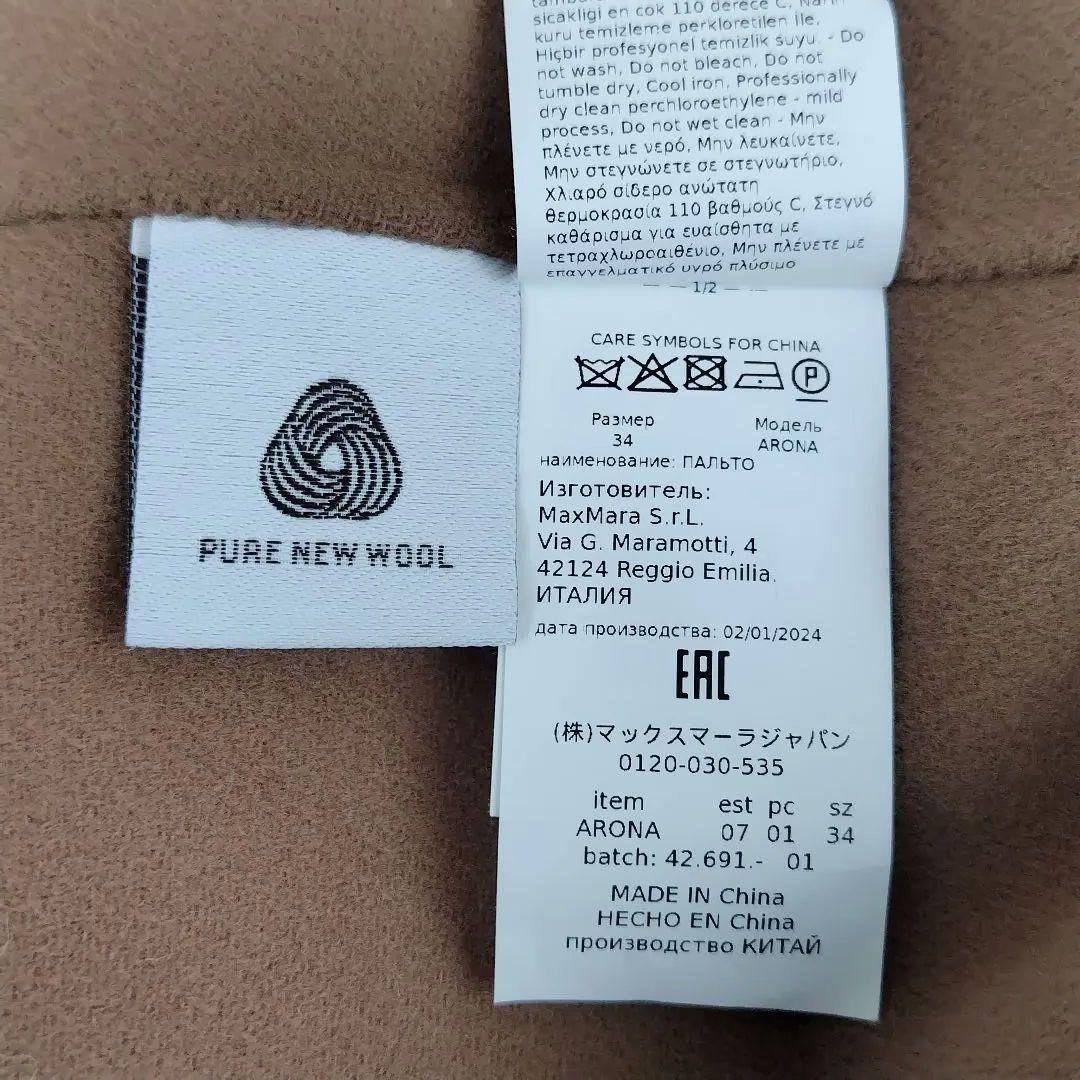 sicakligi en cok 110 derece C,
kuru temizleme perkloretilen ile,
Hiçbir profesyonel temizlik suyu. - Do
not wash, Do not bleach, Do not
tumble dry, Cool iron, Professionally
dry clean perchloroethylene - mild
process, Do not wet clean - Μην
πλένετε με νερό, Μην λευκαίνετε,
Μην στεγνώνετε σε στεγνωτήριο,
Χλιαρό σίδερο ανώτατη
θερμοκρασία 110 βαθμούς C, Στεγνό
καθάρισμα για ευαίσθητα με
τετραχλωροαιθένιο, Μην πλένετε με
επαγγελματικό υγρό πλύσιμο
1/2
PURE NEW WOOL
CARE SYMBOLS FOR CHINA
P
Размер Модель
34 ARONA
наименование: ПАЛЬТО
Изготовитель:
MaxMara S.r.L.
Via G. Maramotti, 4
42124 Reggio Emilia.
ИТАЛИЯ
дата производства: 02/01/2024
EAC
(株)マックスマーラジャパン
0120-030-535
item est pc sz
ARONA 07 01 34
batch: 42.691.- 01
MADE IN China
HECHO EN China
производство КИТАЙ